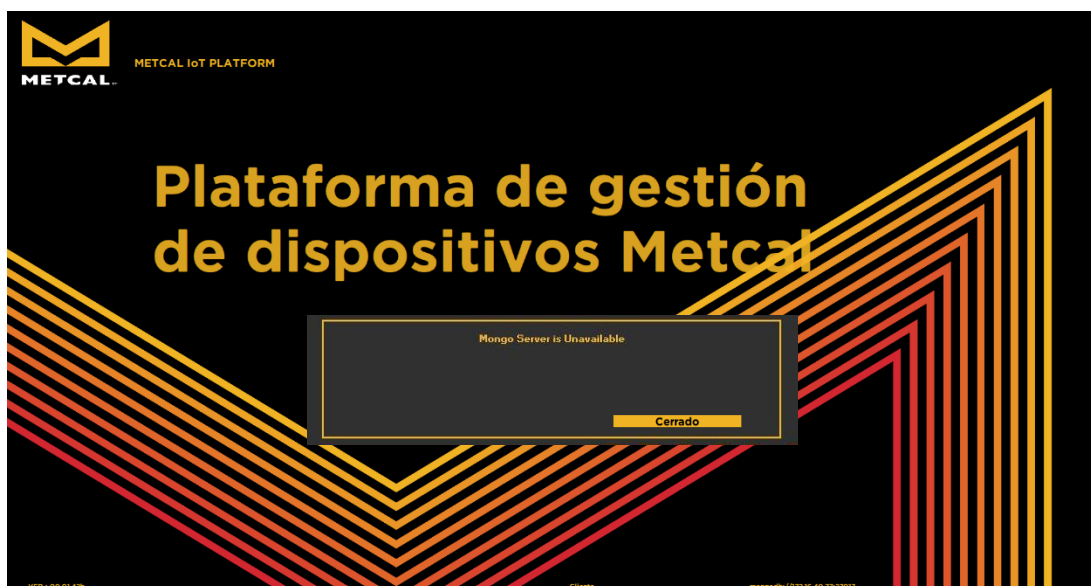 METCAL
METCAL IoT PLATFORM
Plataforma de gestión
de dispositivos Metcal
Mongo Server is Unavailable
Cerrado